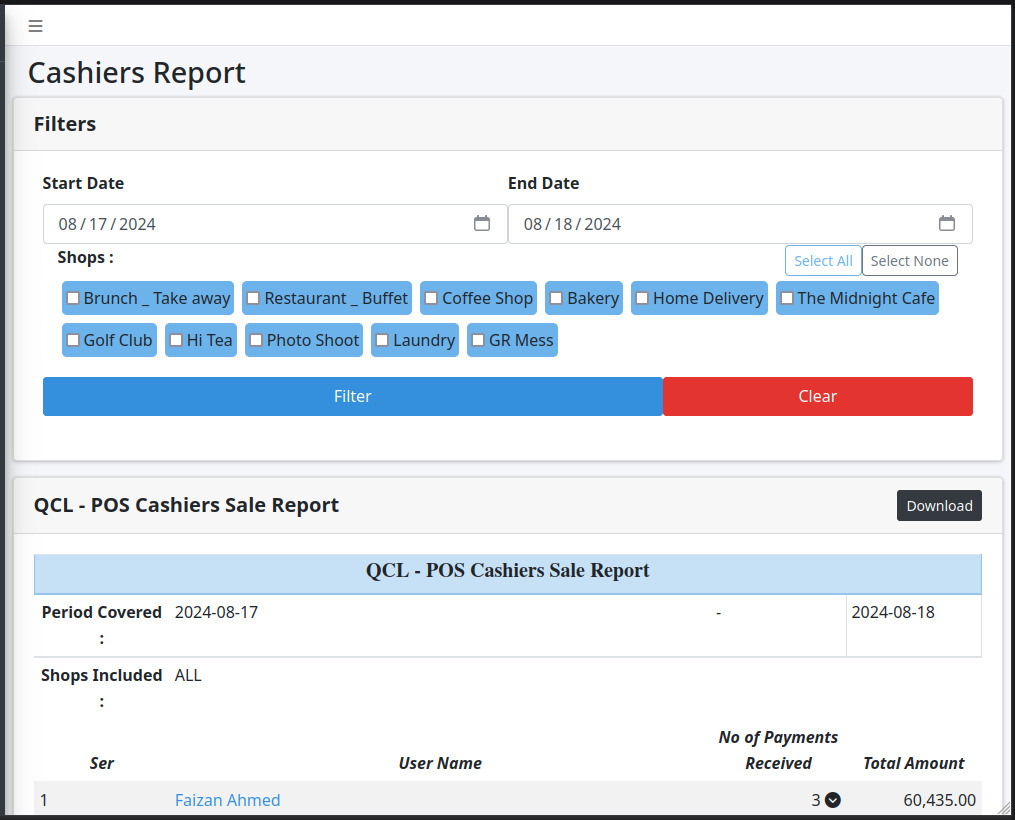 Cashiers Report
Filters
Start Date End Date
08/17/2024 08/18/2024
Shops : Select All Select None
Brunch _ Take away Restaurant _ Buffet Coffee Shop Bakery Home Delivery The Midnight Cafe
Golf Club Hi Tea Photo Shoot Laundry GR Mess
Filter Clear
QCL - POS Cashiers Sale Report Download
QCL - POS Cashiers Sale Report
Period Covered 2024-08-17 - 2024-08-18
:
Shops Included ALL
:
No of Payments
Ser User Name Received Total Amount
1 Faizan Ahmed 3 60,435.00